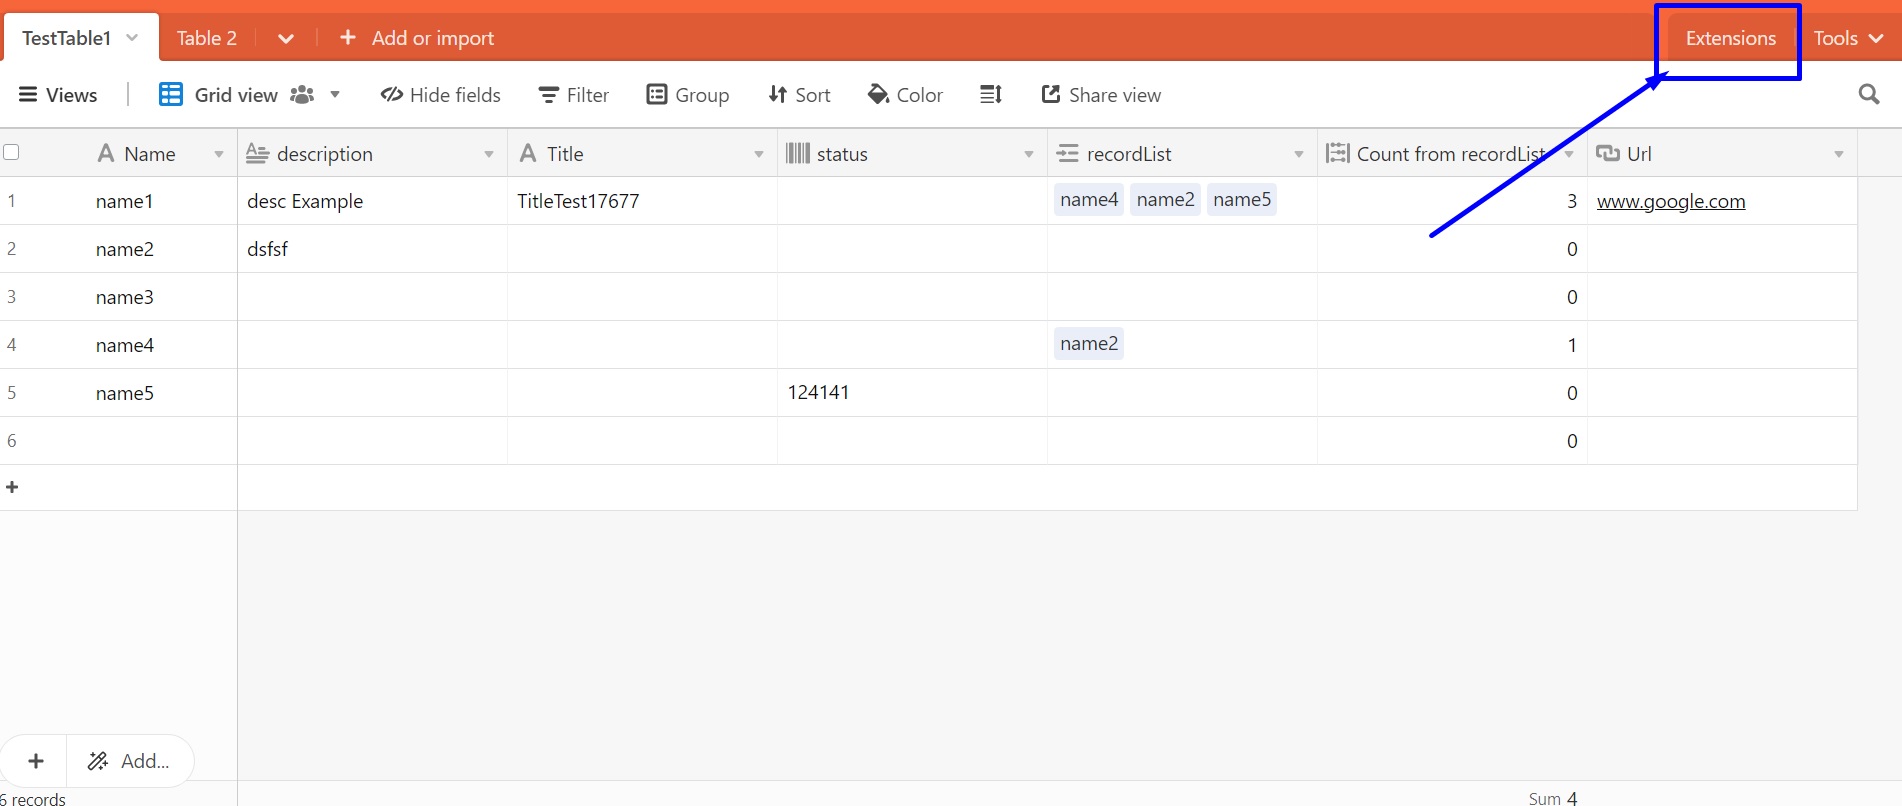 TestTable1 Table 2 Add or import Extensions Tools
Views Grid view Hide fields Filter Group Sort Color Share view
Name description Title status recordList Count from recordList Url
1 name1 desc Example TitleTest17677 name4 name2 name5 3 www.google.com
2 name2 dsfsf 0
3 name3 0
4 name4 name2 1
5 name5 124141 0
6 0
+
+ Add...
6 records Sum 4